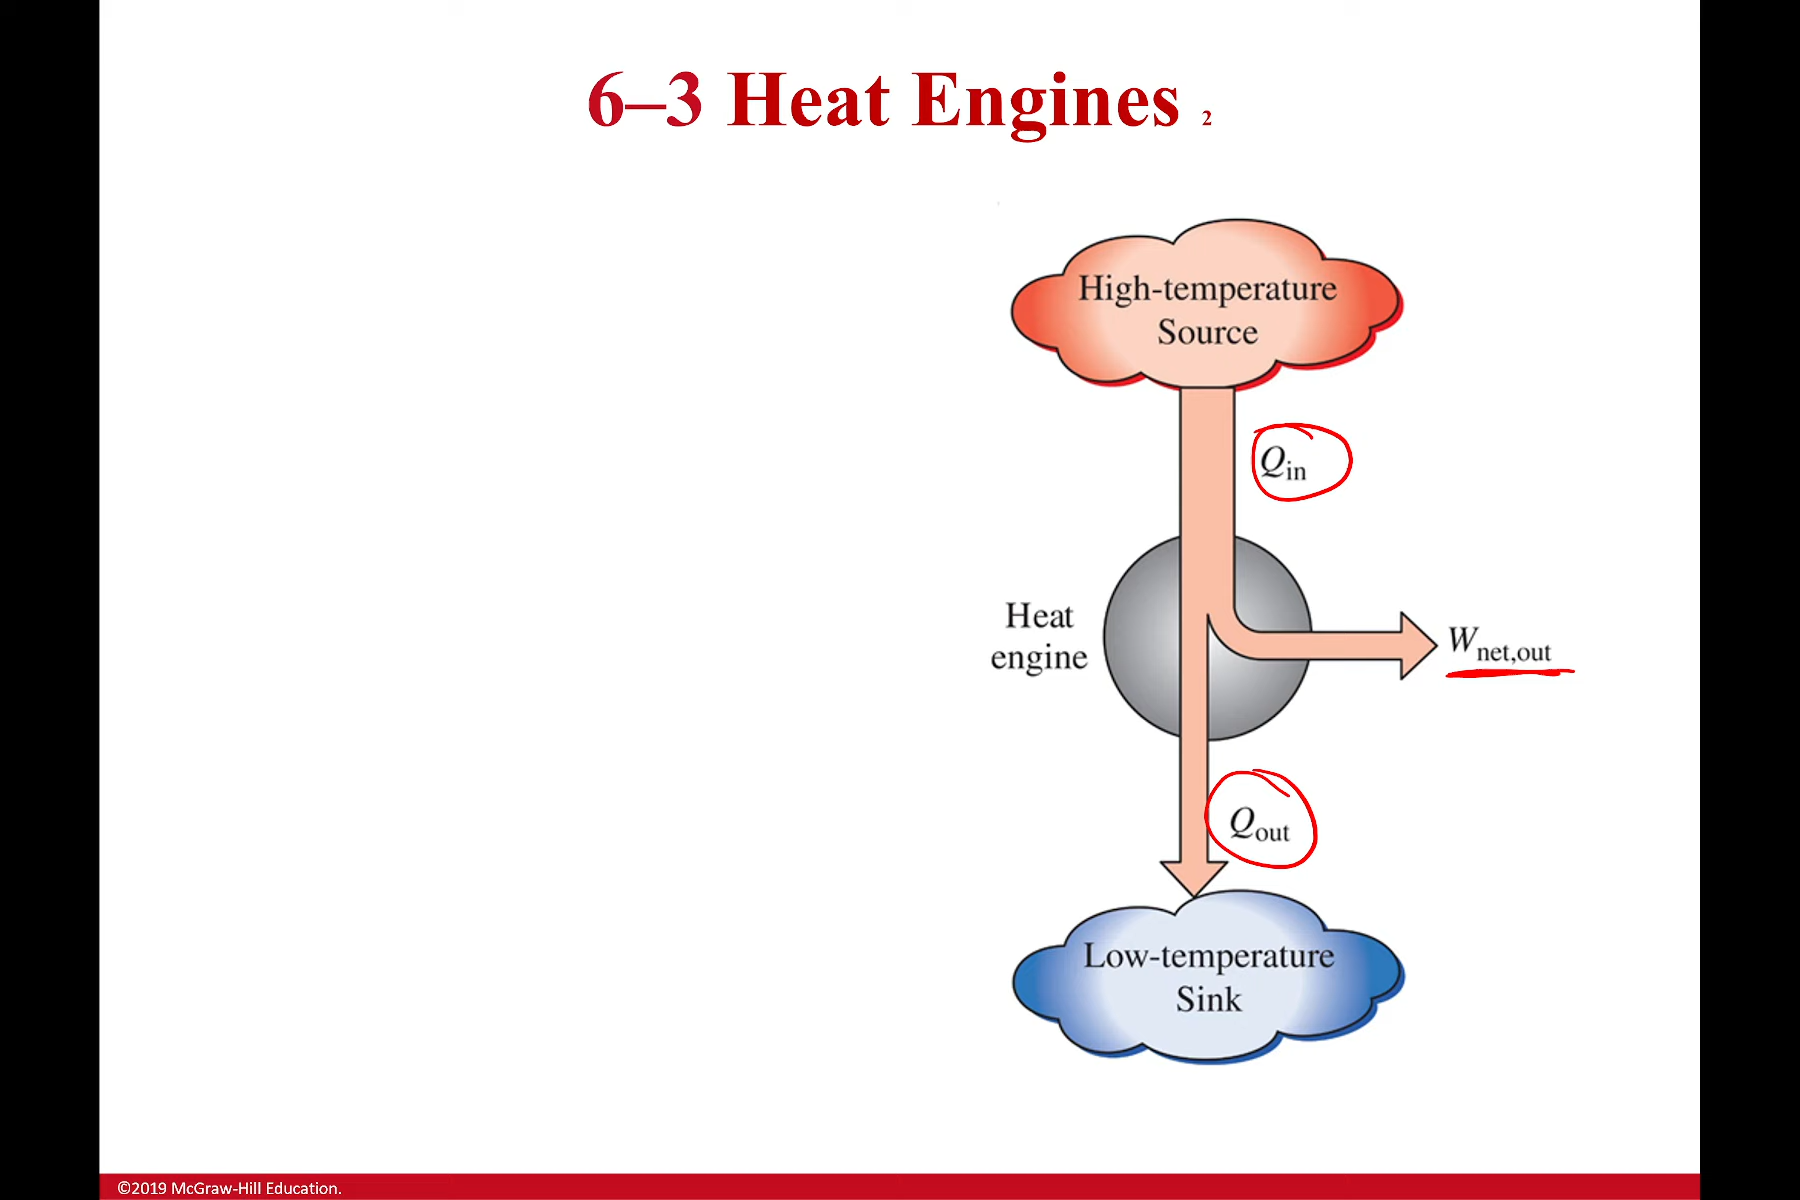 6–3 Heat Engines 2
High-temperature
Source
Qin
Heat
engine
Wnet,out
Qout
Low-temperature
Sink
©2019 McGraw-Hill Education.